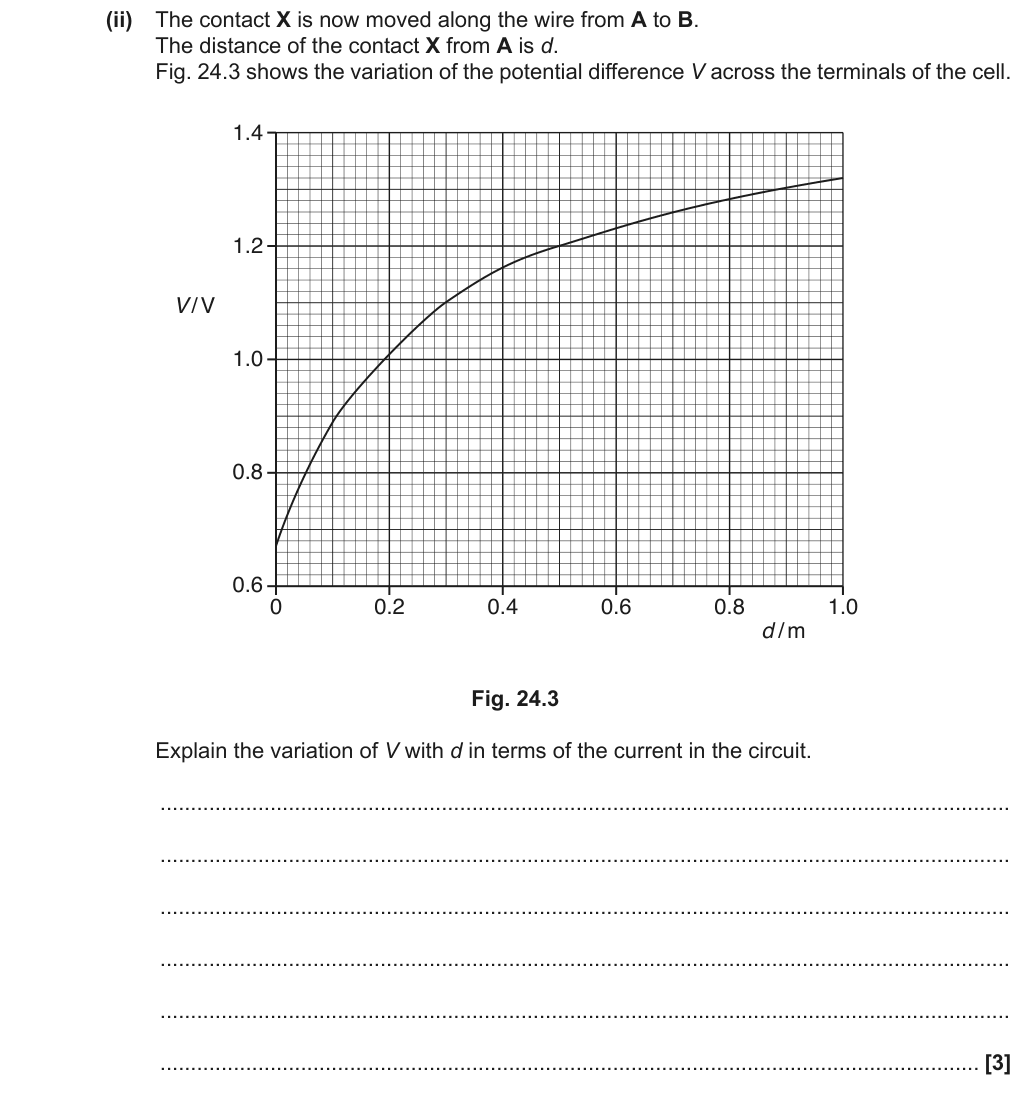 (ii) The contact X is now moved along the wire from A to B.
The distance of the contact X from A is d.
Fig. 24.3 shows the variation of the potential difference V across the terminals of the cell.
1.4
1.2
V/V
1.0
0.8
0.6
0 0.2 0.4 0.6 0.8 1.0
d/m
Fig. 24.3
Explain the variation of V with d in terms of the current in the circuit.
[3]